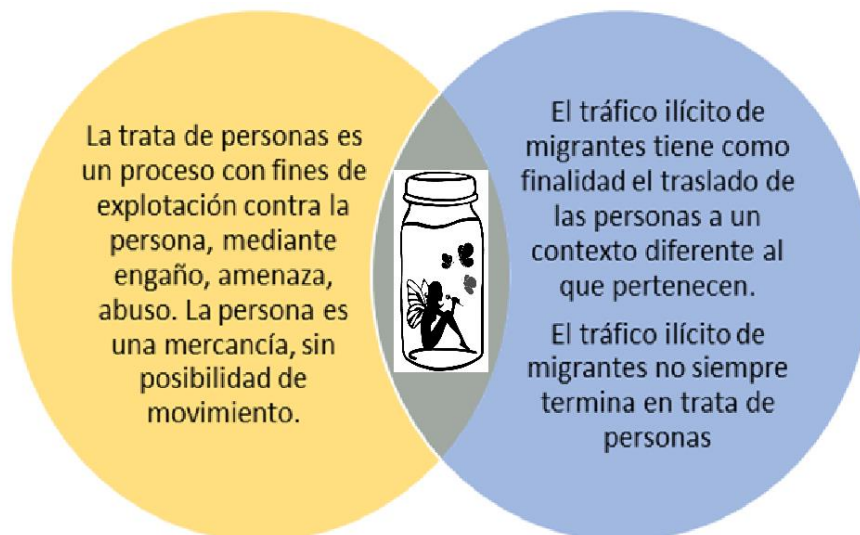 La trata de personas es
un proceso con fines de
explotación contra la
persona, mediante
engaño, amenaza,
abuso. La persona es
una mercancía, sin
posibilidad de
movimiento.
El tráfico ilícito de
migrantes tiene como
finalidad el traslado de
las personas a un
contexto diferente al
que pertenecen.
El tráfico ilícito de
migrantes no siempre
termina en trata de
personas